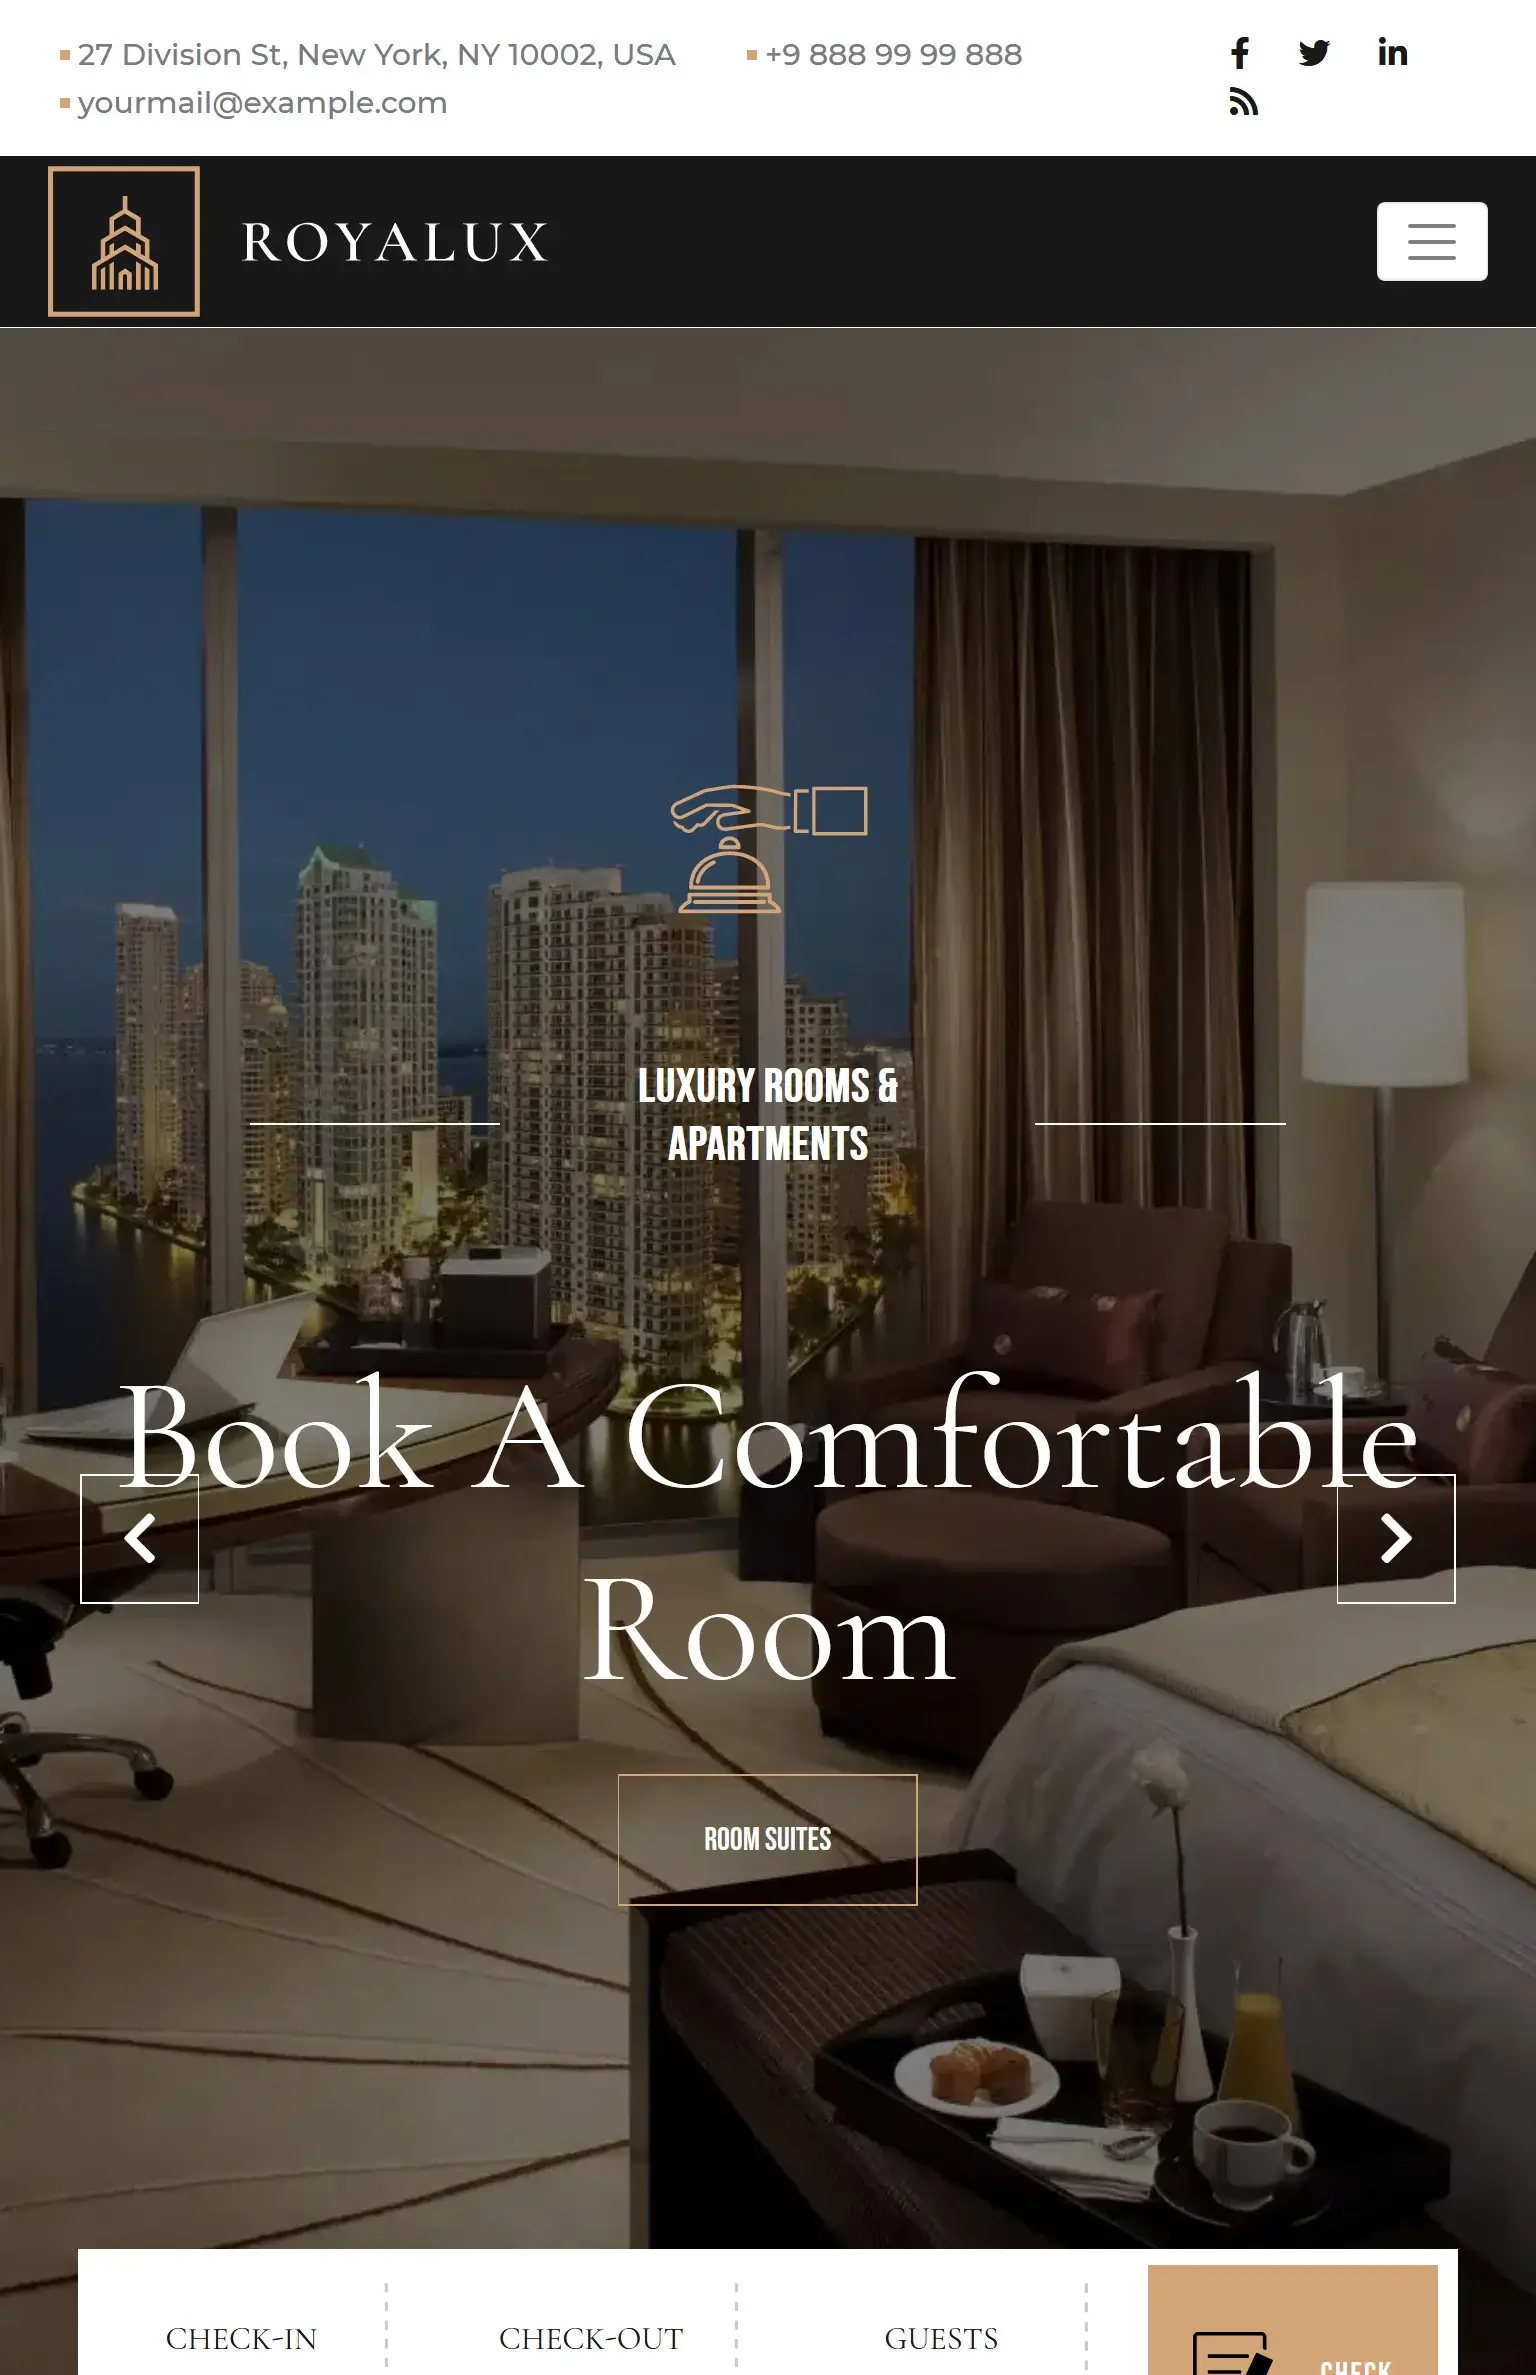 27 Division St, New York, NY 10002, USA
+9 888 99 99 888
yourmail@example.com
ROYALUX
LUXURY ROOMS &
APARTMENTS
Book A Comfortable
Room
ROOM SUITES
CHECK-IN
CHECK-OUT
GUESTS
CHECK